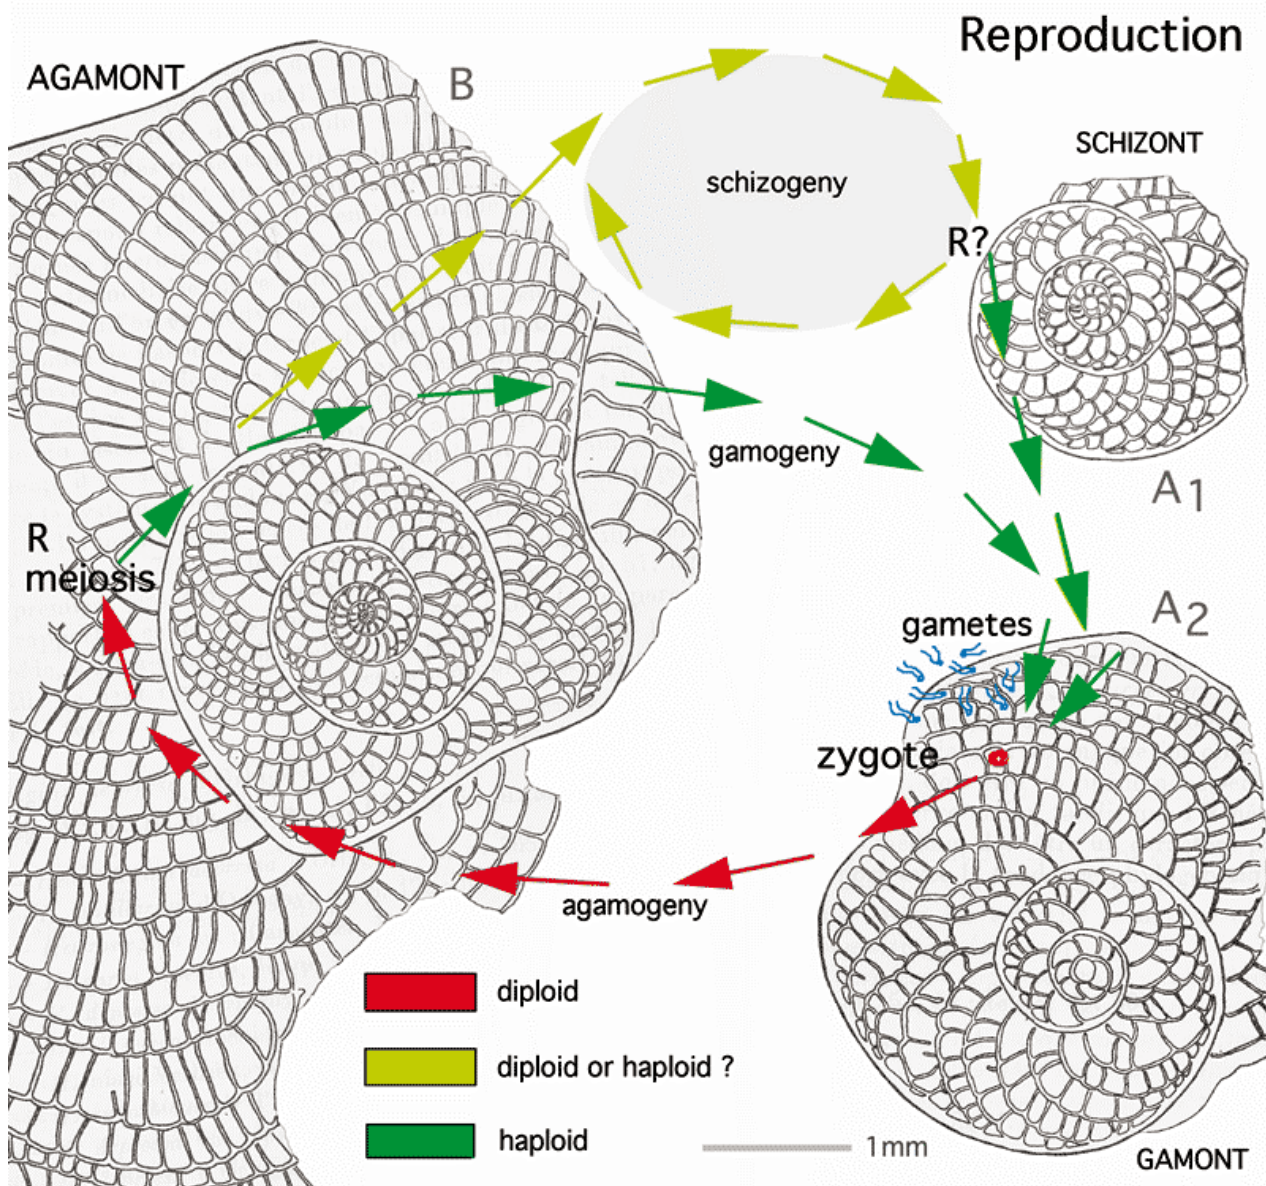 Reproduction
AGAMONT
B
SCHIZONT
schizogeny
R?
gamogeny
A1
R
meiosis
A2
gametes
zygote
agamogeny
diploid
diploid or haploid ?
haploid
1mm
GAMONT